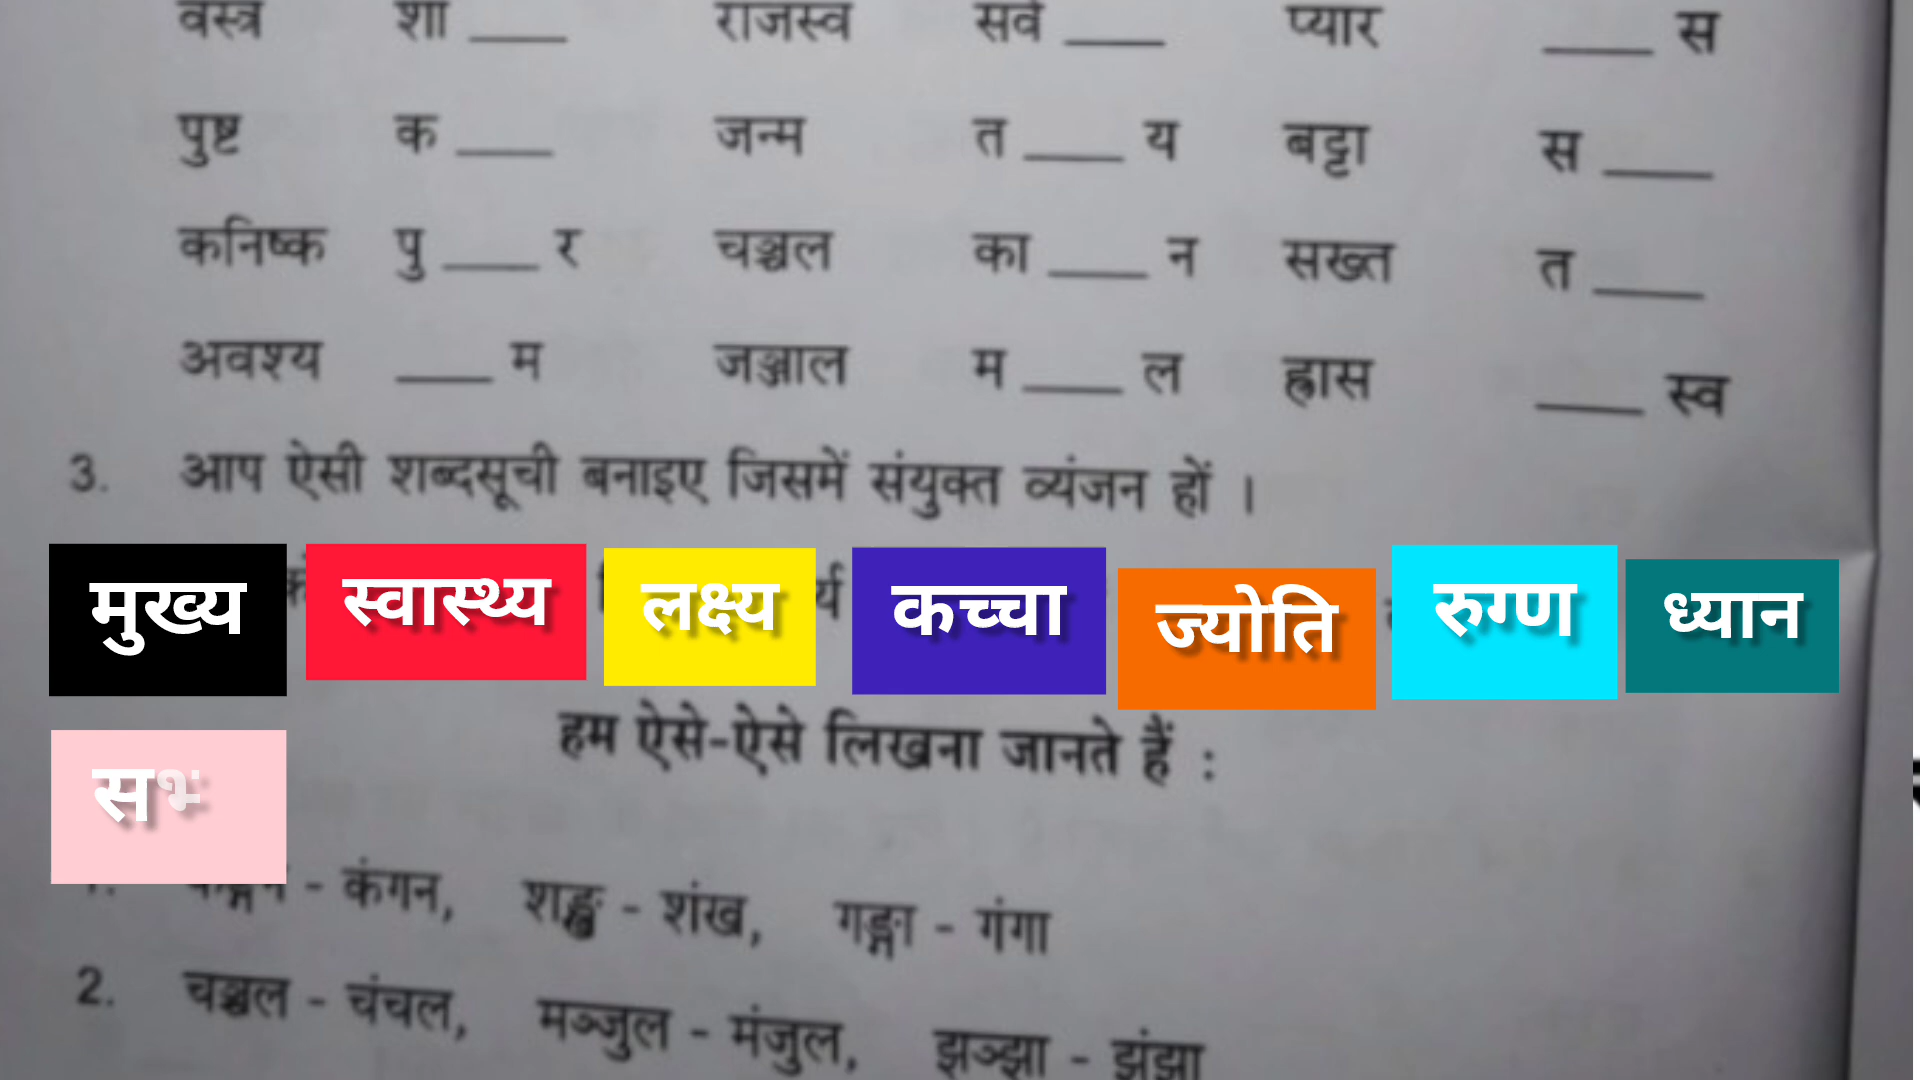 वस्त्र शा ___ राजस्व सर्व ___ प्यार ___ स
पुष्ट क ___ जन्म त ___ य बट्टा स ___
कनिष्क पु ___ र चञ्चल का ___ न सख्त त ___
अवश्य ___ म जञ्जाल म ___ ल ह्रास ___ स्व
3. आप ऐसी शब्दसूची बनाइए जिसमें संयुक्त व्यंजन हों ।
मुख्य स्वास्थ्य लक्ष्य कच्चा ज्योति रुग्ण ध्यान
हम ऐसे-ऐसे लिखना जानते हैं :
- कंगन, शङ्ख - शंख, गङ्गा - गंगा
2. चञ्चल - चंचल, मञ्जुल - मंजुल, झञ्झा - झंझा